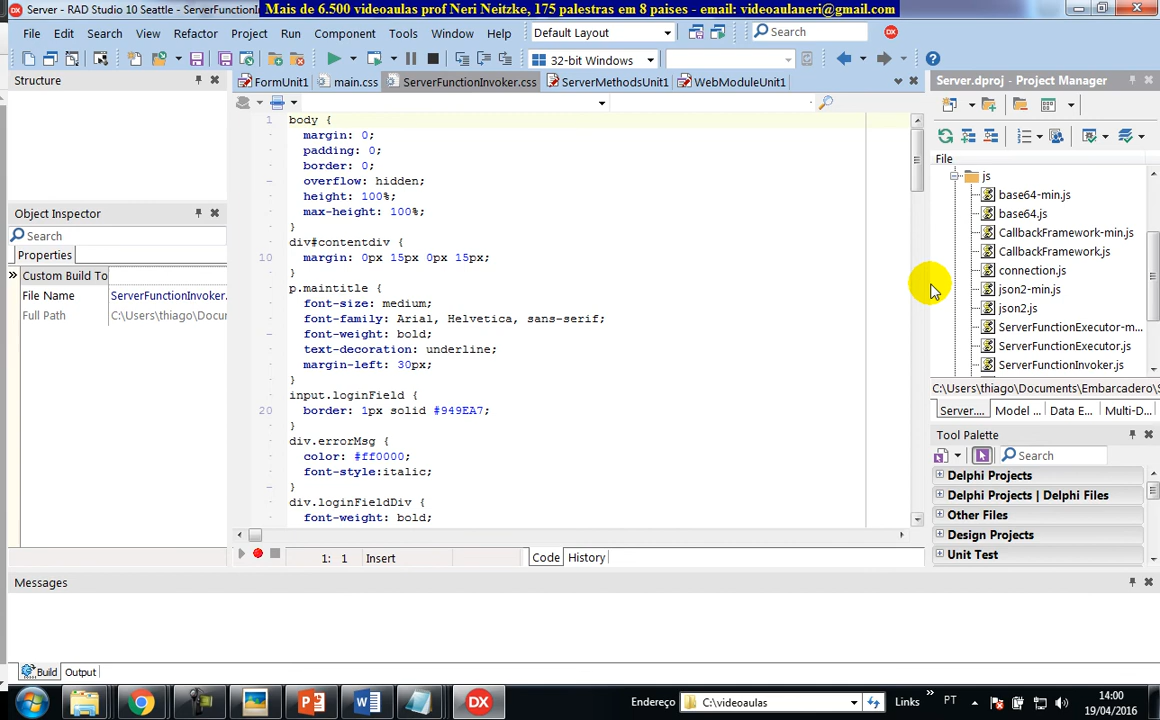 Server - RAD Studio 10 Seattle - ServerFunctionIn
Mais de 6.500 videoaulas prof Neri Neitzke, 175 palestras em 8 paises - email: videoaulaneri@gmail.com
File Edit Search View Refactor Project Run Component Tools Window Help Default Layout Search
32-bit Windows
Structure
FormUnit1 main.css ServerFunctionInvoker.css ServerMethodsUnit1 WebModuleUnit1
Server.dproj - Project Manager
1 body {
margin: 0;
padding: 0;
border: 0;
overflow: hidden;
height: 100%;
max-height: 100%;
}
div#contentdiv {
10 margin: 0px 15px 0px 15px;
}
p.maintitle {
font-size: medium;
font-family: Arial, Helvetica, sans-serif;
font-weight: bold;
text-decoration: underline;
margin-left: 30px;
}
input.loginField {
20 border: 1px solid #949EA7;
}
div.errorMsg {
color: #ff0000;
font-style:italic;
}
div.loginFieldDiv {
font-weight: bold;
Object Inspector
Search
Properties
Custom Build To
File Name ServerFunctionInvoker.
Full Path C:\Users\thiago\Docu
File
js
base64-min.js
base64.js
CallbackFramework-min.js
CallbackFramework.js
connection.js
json2-min.js
json2.js
ServerFunctionExecutor-m...
ServerFunctionExecutor.js
ServerFunctionInvoker.js
C:\Users\thiago\Documents\Embarcadero\S
Server.... Model ... Data E... Multi-D...
Tool Palette
Search
Delphi Projects
Delphi Projects | Delphi Files
Other Files
Design Projects
Unit Test
1: 1 Insert Code History
Messages
Build Output
Endereço C:\videoaulas Links PT 14:00
19/04/2016